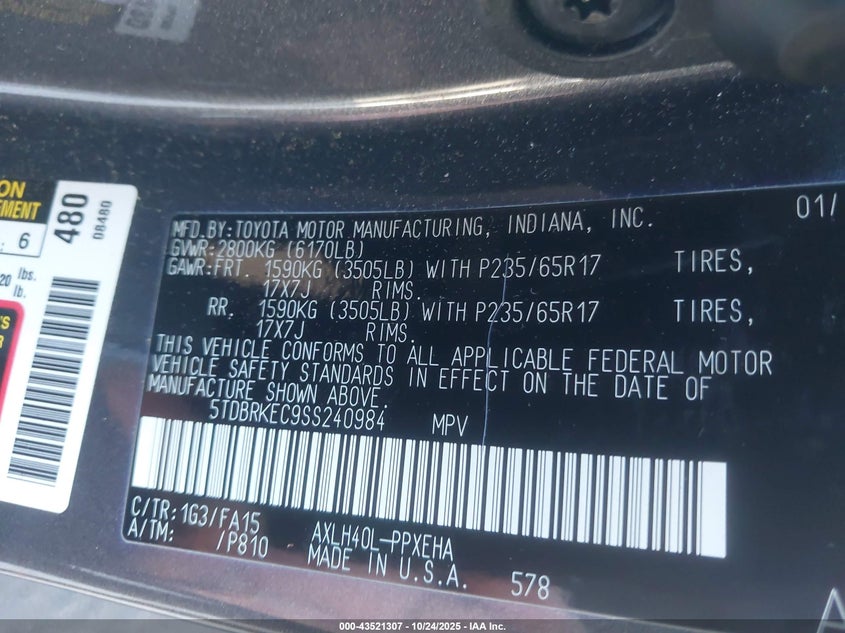 ON
EMENT
: 6
20 lbs.
lb.
'S
R
480
08480
MFD.BY:TOYOTA MOTOR MANUFACTURING, INDIANA, INC. 01/
GVWR:2800KG (6170LB)
GAWR:FRT. 1590KG (3505LB) WITH P235/65R17 TIRES,
17X7J RIMS.
RR. 1590KG (3505LB) WITH P235/65R17 TIRES,
17X7J RIMS.
THIS VEHICLE CONFORMS TO ALL APPLICABLE FEDERAL MOTOR
VEHICLE SAFETY STANDARDS IN EFFECT ON THE DATE OF
MANUFACTURE SHOWN ABOVE.
5TDBRKEC9SS240984 MPV
C/TR: 1G3/FA15
A/TM: /P810
AXLH40L-PPXEHA
MADE IN U.S.A.
578
A
000-43521307 - 10/24/2025 - IAA Inc.